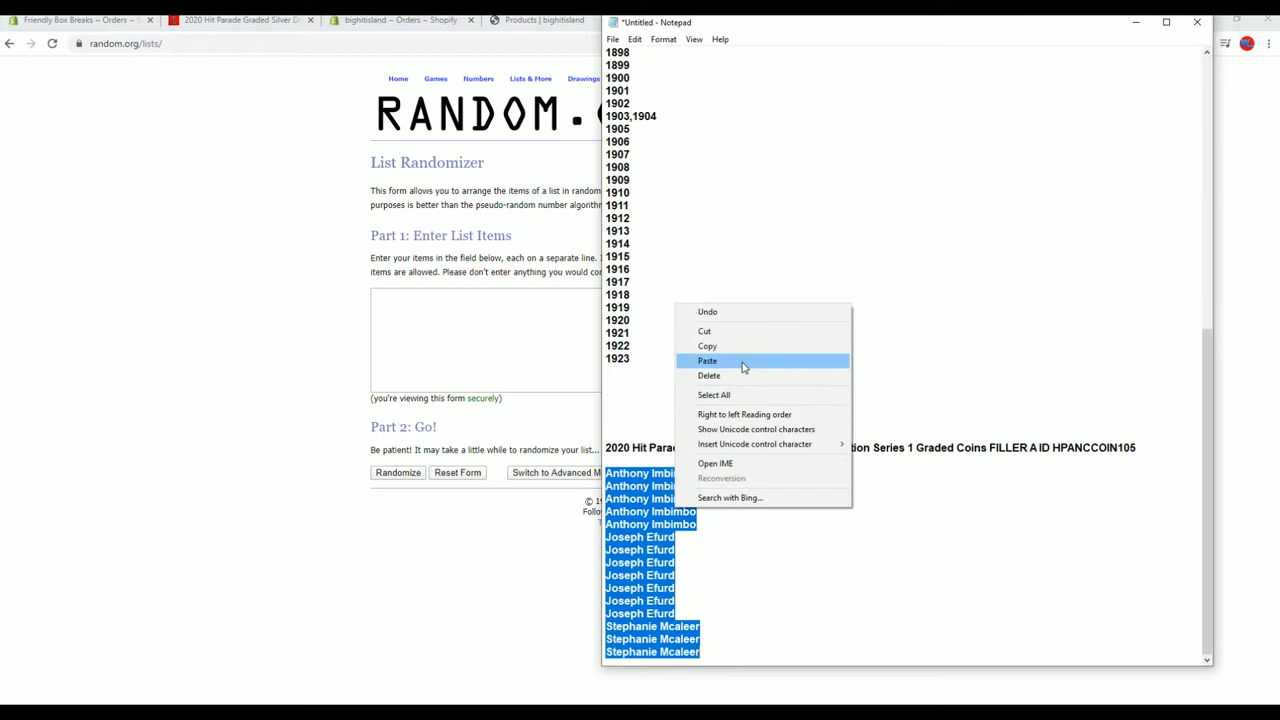 Friendly Box Breaks ~ Orders ~ S
2020 Hit Parade Graded Silver D
bighitisland ~ Orders ~ Shopify
Products | bighitisland
random.org/lists/
Home Games Numbers Lists & More Drawings
RANDOM.
List Randomizer
This form allows you to arrange the items of a list in random
purposes is better than the pseudo-random number algorithm
Part 1: Enter List Items
Enter your items in the field below, each on a separate line.
items are allowed. Please don't enter anything you would con
(you're viewing this form securely)
Part 2: Go!
Be patient! It may take a little while to randomize your list...
Randomize Reset Form Switch to Advanced M
© 19
Follo
*Untitled - Notepad
File Edit Format View Help
1898
1899
1900
1901
1902
1903,1904
1905
1906
1907
1908
1909
1910
1911
1912
1913
1914
1915
1916
1917
1918
1919
1920
1921
1922
1923
2020 Hit Para
tion Series 1 Graded Coins FILLER A ID HPANCCOIN105
Anthony Imbi
Anthony Imbi
Anthony Imbi
Anthony Imbimbo
Anthony Imbimbo
Joseph Efurd
Joseph Efurd
Joseph Efurd
Joseph Efurd
Joseph Efurd
Joseph Efurd
Joseph Efurd
Stephanie Mcaleer
Stephanie Mcaleer
Stephanie Mcaleer
Undo
Cut
Copy
Paste
Delete
Select All
Right to left Reading order
Show Unicode control characters
Insert Unicode control character
Open IME
Reconversion
Search with Bing...